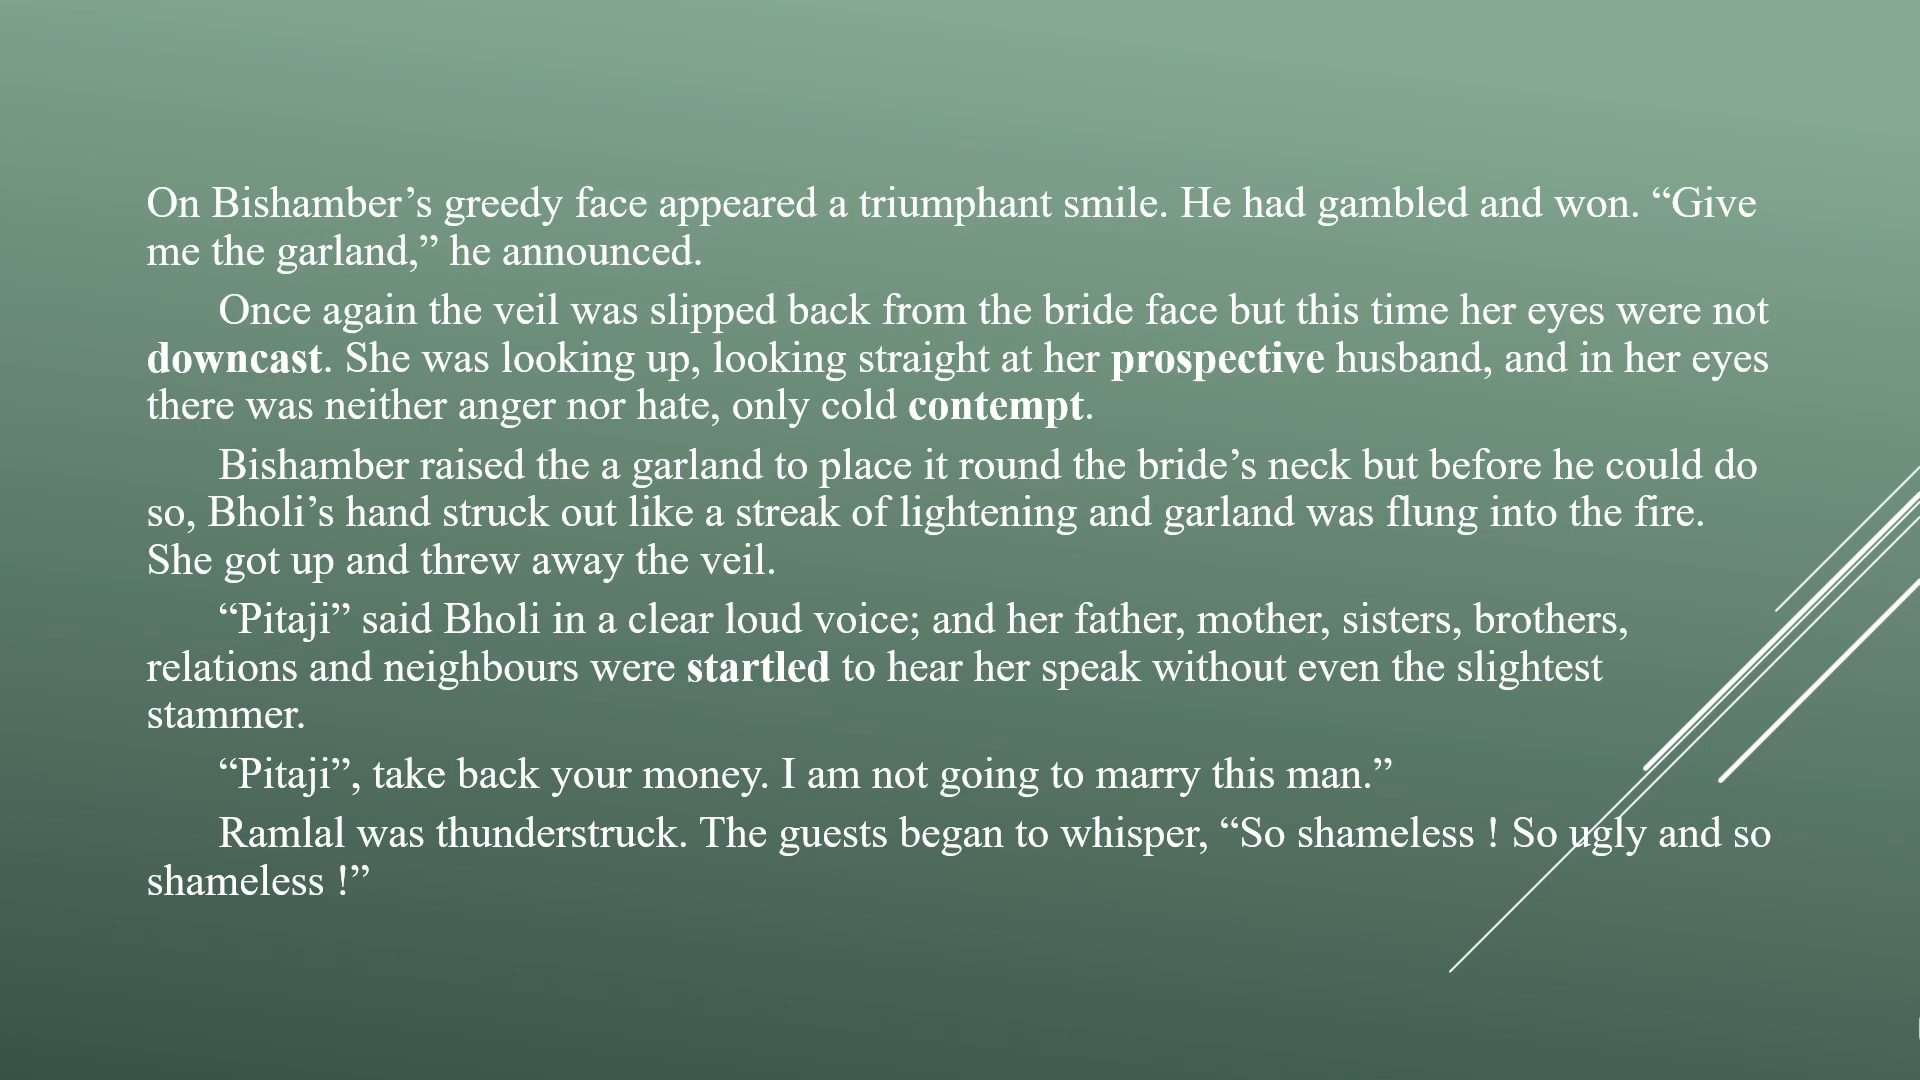 On Bishamber’s greedy face appeared a triumphant smile. He had gambled and won. “Give
me the garland,” he announced.
Once again the veil was slipped back from the bride face but this time her eyes were not
downcast. She was looking up, looking straight at her prospective husband, and in her eyes
there was neither anger nor hate, only cold contempt.
Bishamber raised the a garland to place it round the bride’s neck but before he could do
so, Bholi’s hand struck out like a streak of lightening and garland was flung into the fire.
She got up and threw away the veil.
“Pitaji” said Bholi in a clear loud voice; and her father, mother, sisters, brothers,
relations and neighbours were startled to hear her speak without even the slightest
stammer.
“Pitaji”, take back your money. I am not going to marry this man.”
Ramlal was thunderstruck. The guests began to whisper, “So shameless ! So ugly and so
shameless !”